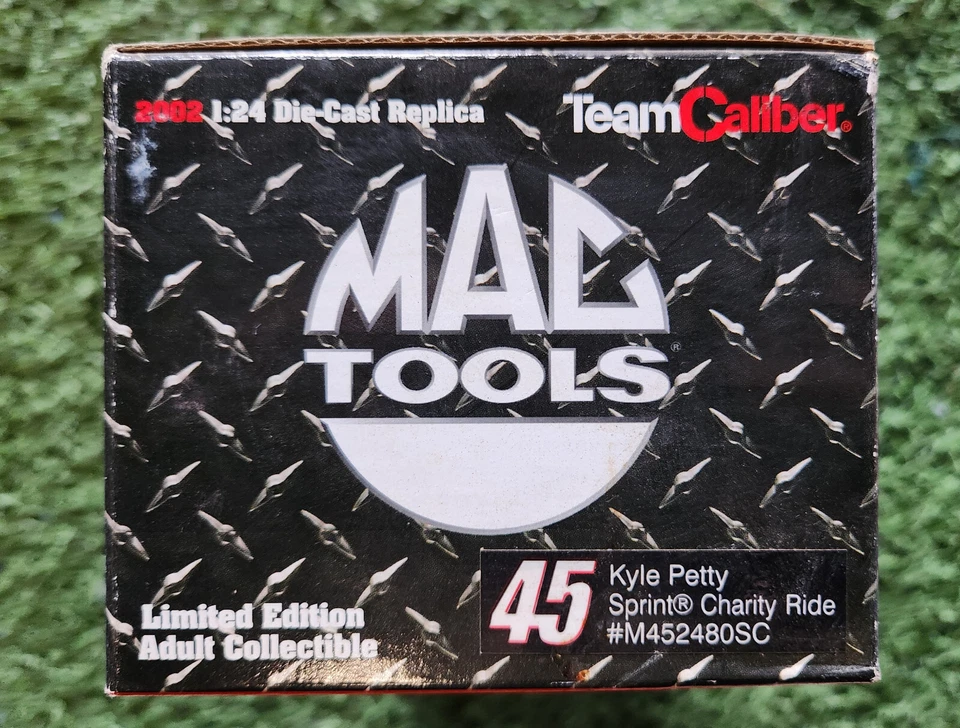 2002 1:24 Die-Cast Replica
TeamCaliber®
MAC
TOOLS®
Limited Edition
Adult Collectible
45
Kyle Petty
Sprint® Charity Ride
#M452480SC